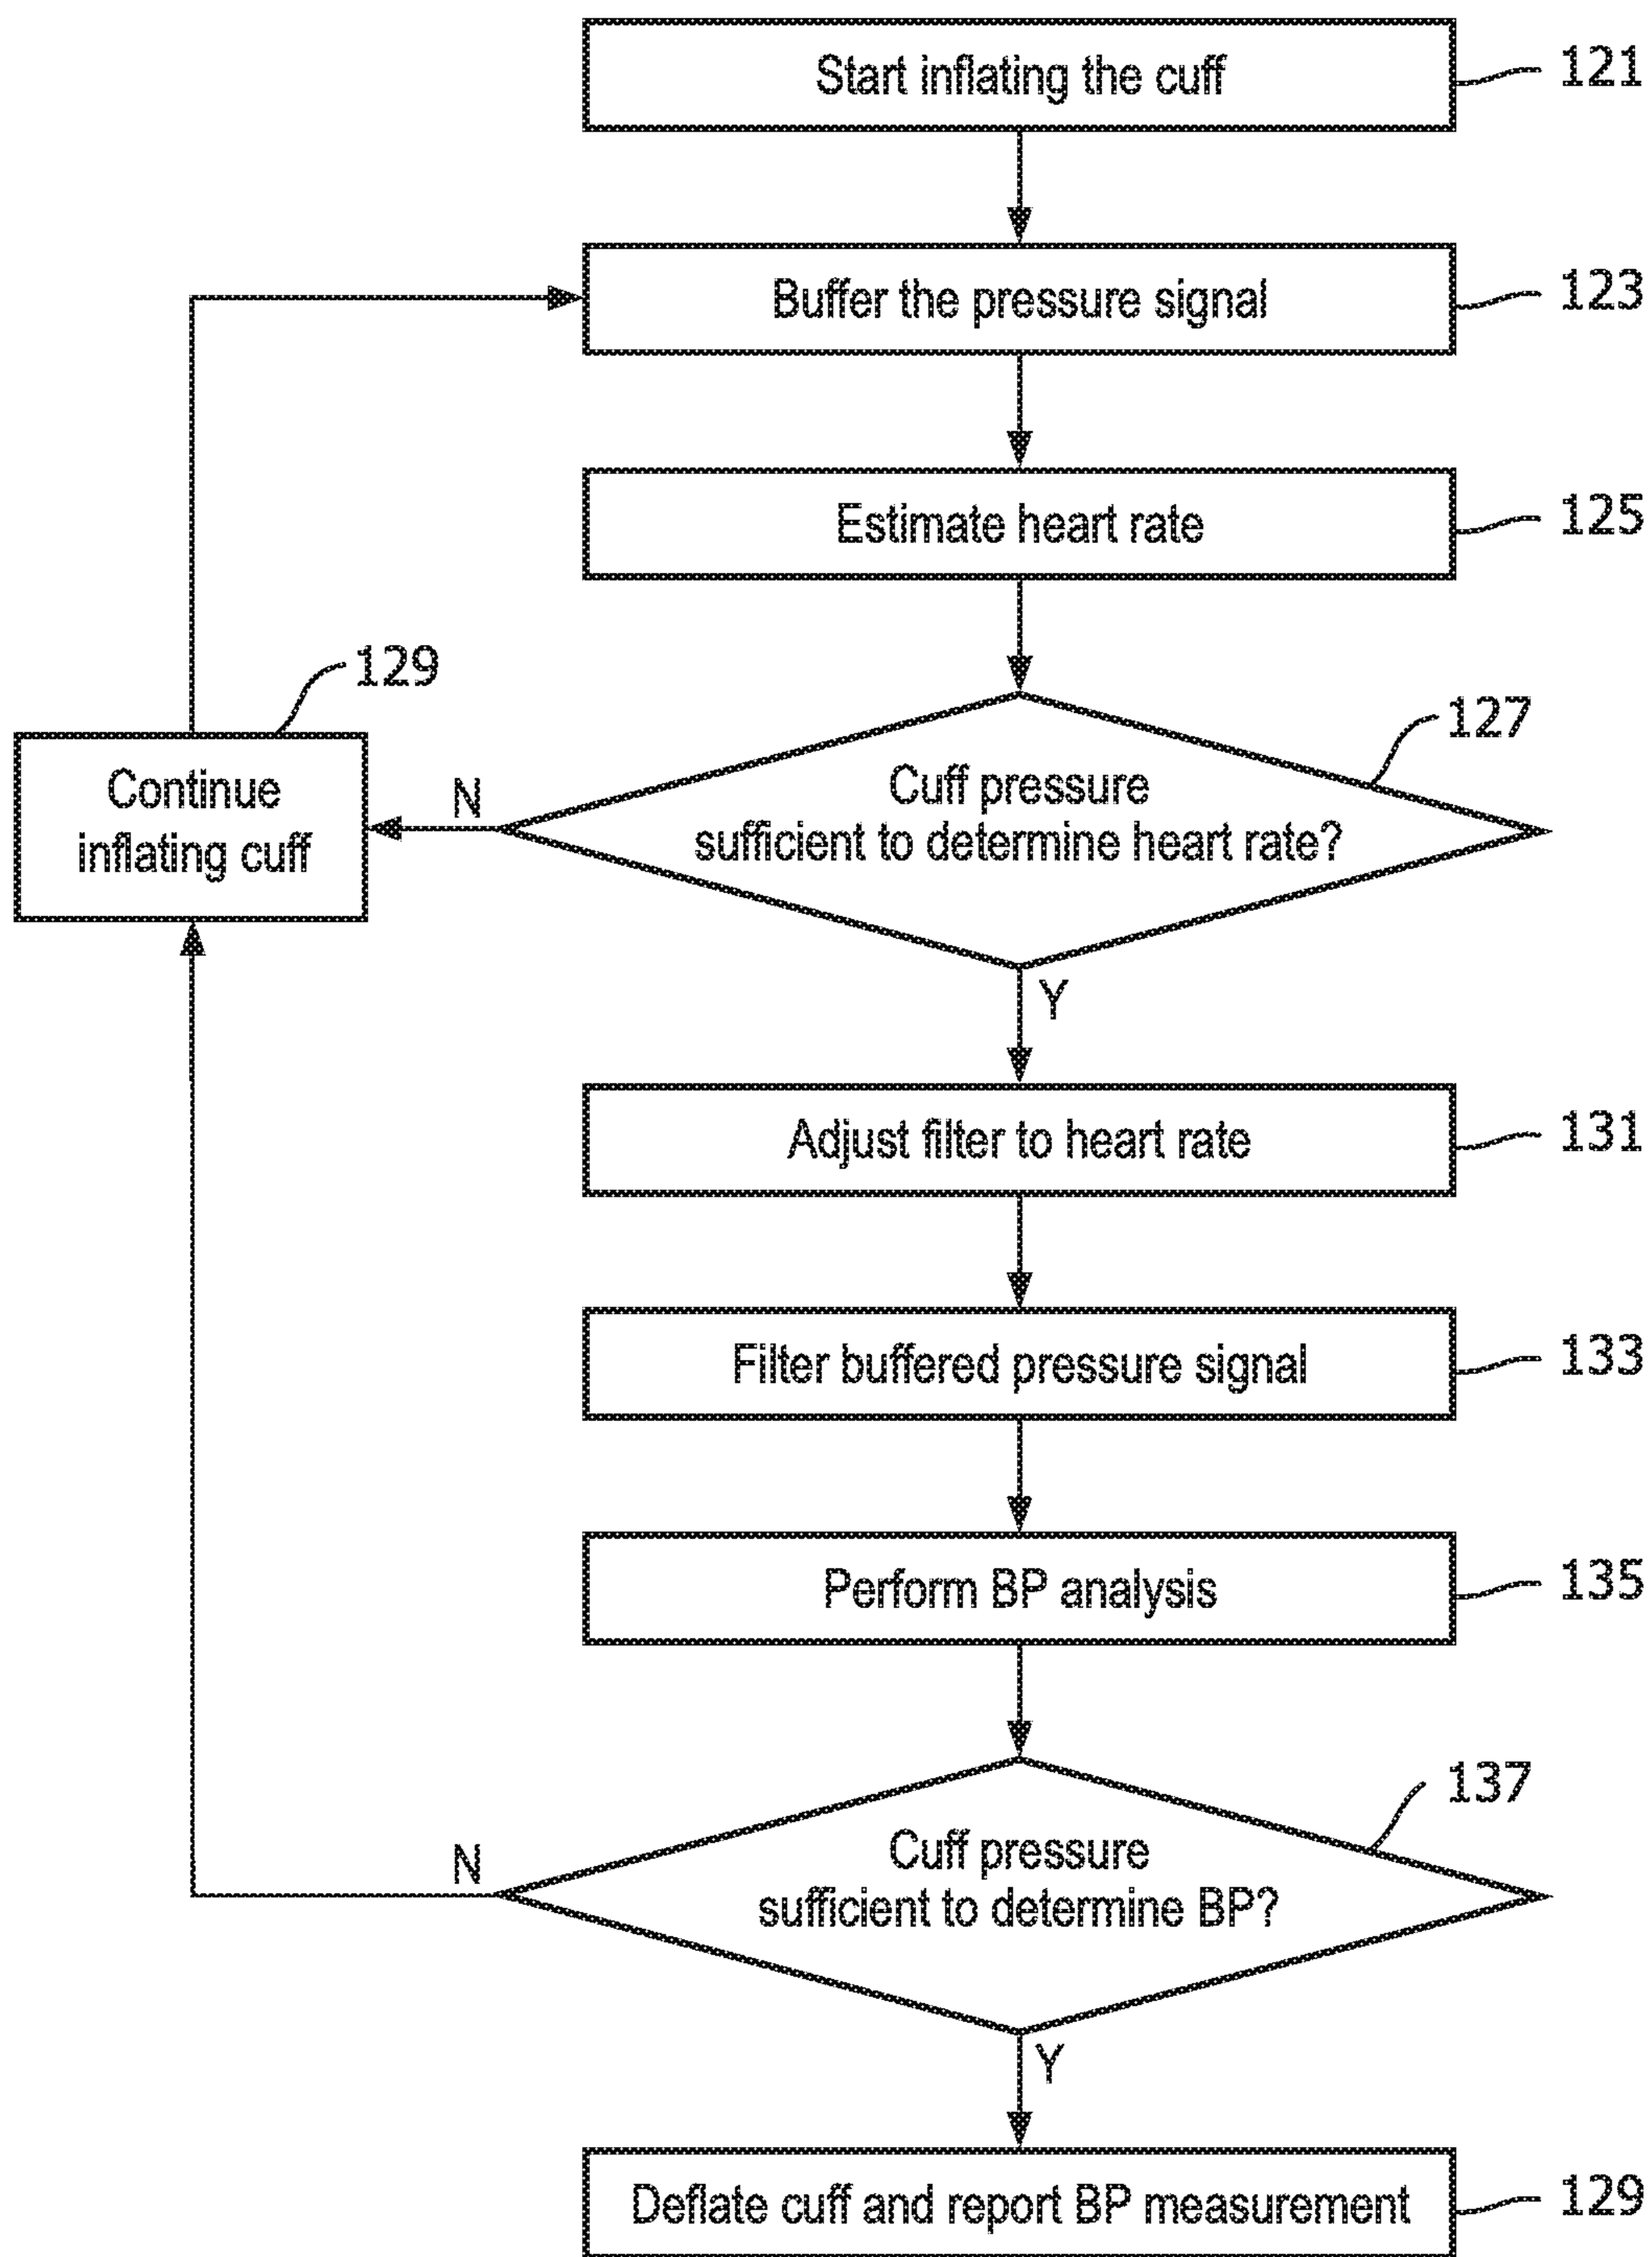 Start inflating the cuff
121
Buffer the pressure signal
123
Estimate heart rate
125
129
Continue
inflating cuff
N
127
Cuff pressure
sufficient to determine heart rate?
Y
Adjust filter to heart rate
131
Filter buffered pressure signal
133
Perform BP analysis
135
137
Cuff pressure
sufficient to determine BP?
N
Y
Deflate cuff and report BP measurement
129